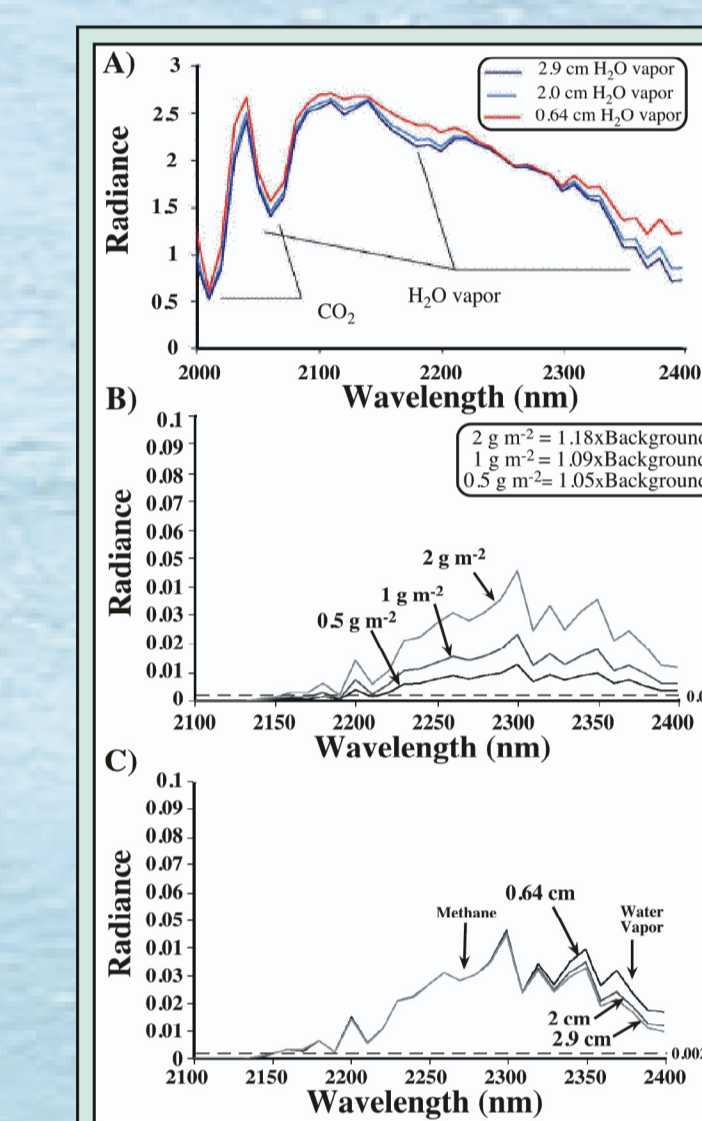 A)
3
2.5
2
1.5
1
0.5
0
Radiance
2.9 cm H₂O vapor
2.0 cm H₂O vapor
0.64 cm H₂O vapor
CO₂
H₂O vapor
2000 2100 2200 2300 2400
Wavelength (nm)
B)
0.1
0.09
0.08
0.07
0.06
0.05
0.01
0.03
0.02
0.01
0
Radiance
2 g m⁻² = 1.18xBackground
1 g m⁻² = 1.09xBackground
0.5 g m⁻²= 1.05xBackground
2 g m⁻²
1 g m⁻²
0.5 g m⁻²
2100 2150 2200 2250 2300 2350 2400
Wavelength (nm)
C)
0.1
0.09
0.08
0.07
0.06
0.05
0.01
0.03
0.02
0.01
0
Radiance
0.64 cm
Methane
Water
Vapor
2 cm
2.9 cm
2100 2150 2200 2250 2300 2350 2400
Wavelength (nm)